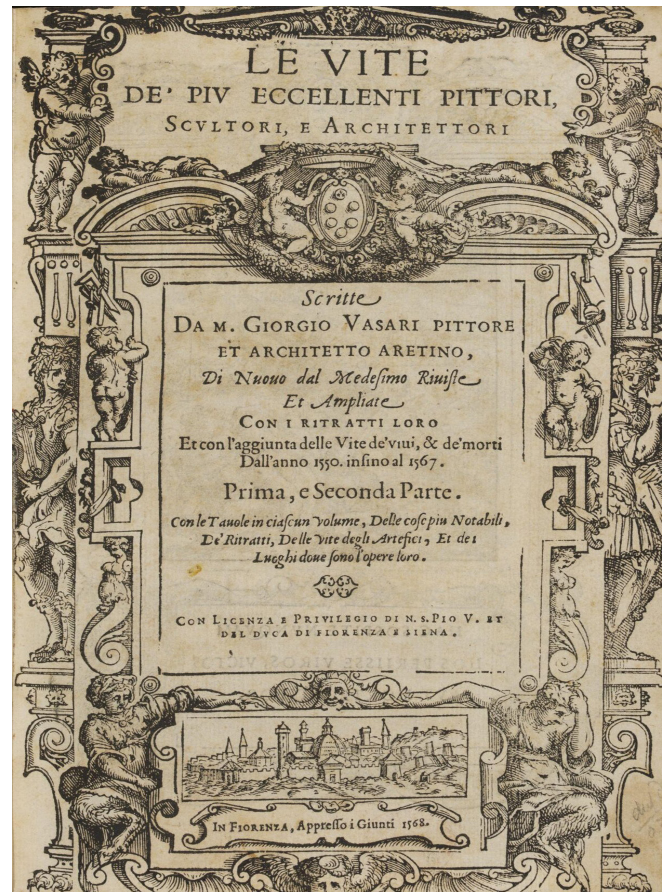 LE VITE
DE' PIV ECCELLENTI PITTORI,
SCVLTORI, E ARCHITETTORI
Scritte
DA M. GIORGIO VASARI PITTORE
ET ARCHITETTO ARETINO,
Di Nuouo dal Medesimo Riuiste
Et Ampliate
CON I RITRATTI LORO
Et con l'aggiunta delle Vite de' viui, & de' morti
Dall'anno 1550. insino al 1567.
Prima, e Seconda Parte.
Con le Tauole in ciascun volume, Delle cose piu Notabili,
De' Ritratti, Delle vite degli Artefici, Et dei
Luoghi doue sono l'opere loro.
CON LICENZA E PRIVILEGIO DI N. S. PIO V. ET
DEL DVCA DI FIORENZA E SIENA.
IN FIORENZA, Appresso i Giunti 1568.